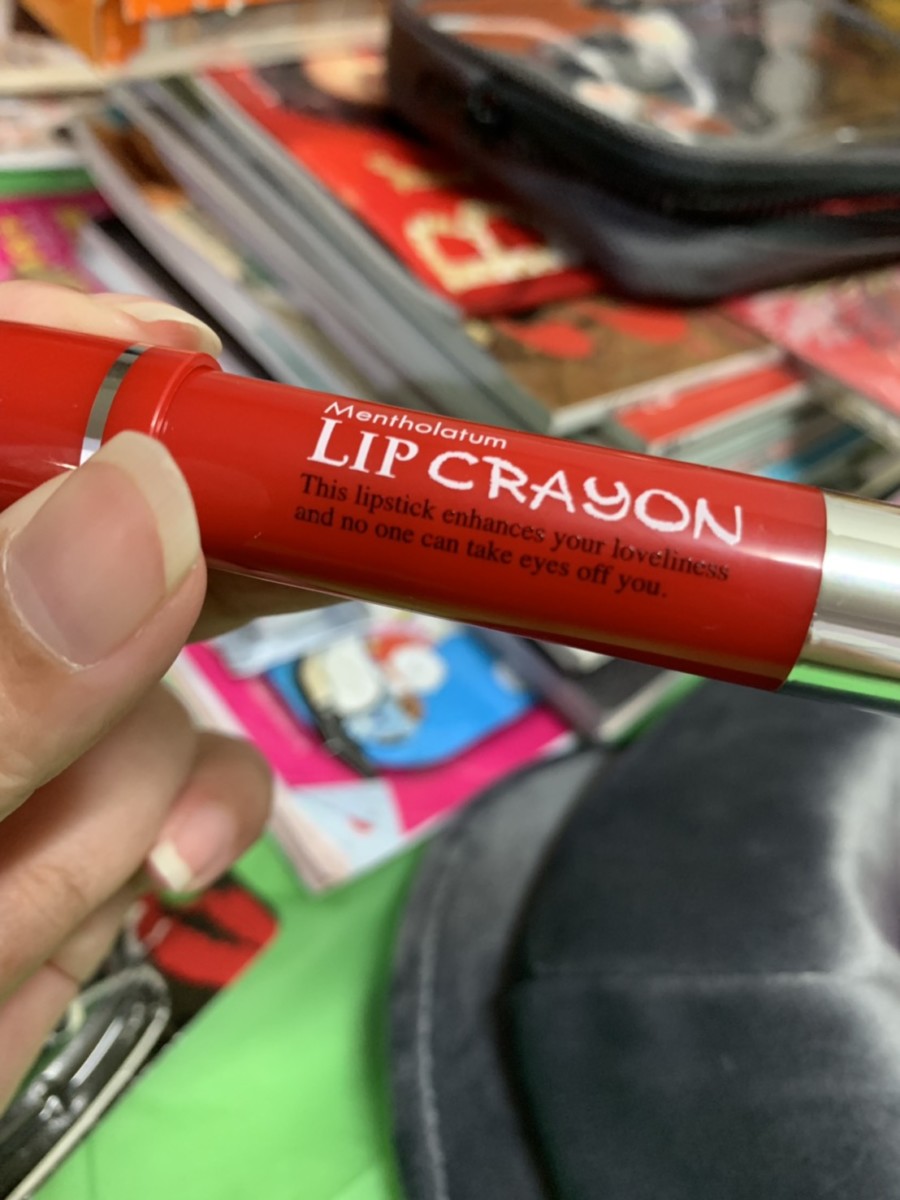 Mentholatum
LIP CRAYON
This lipstick enhances your loveliness
and no one can take eyes off you.